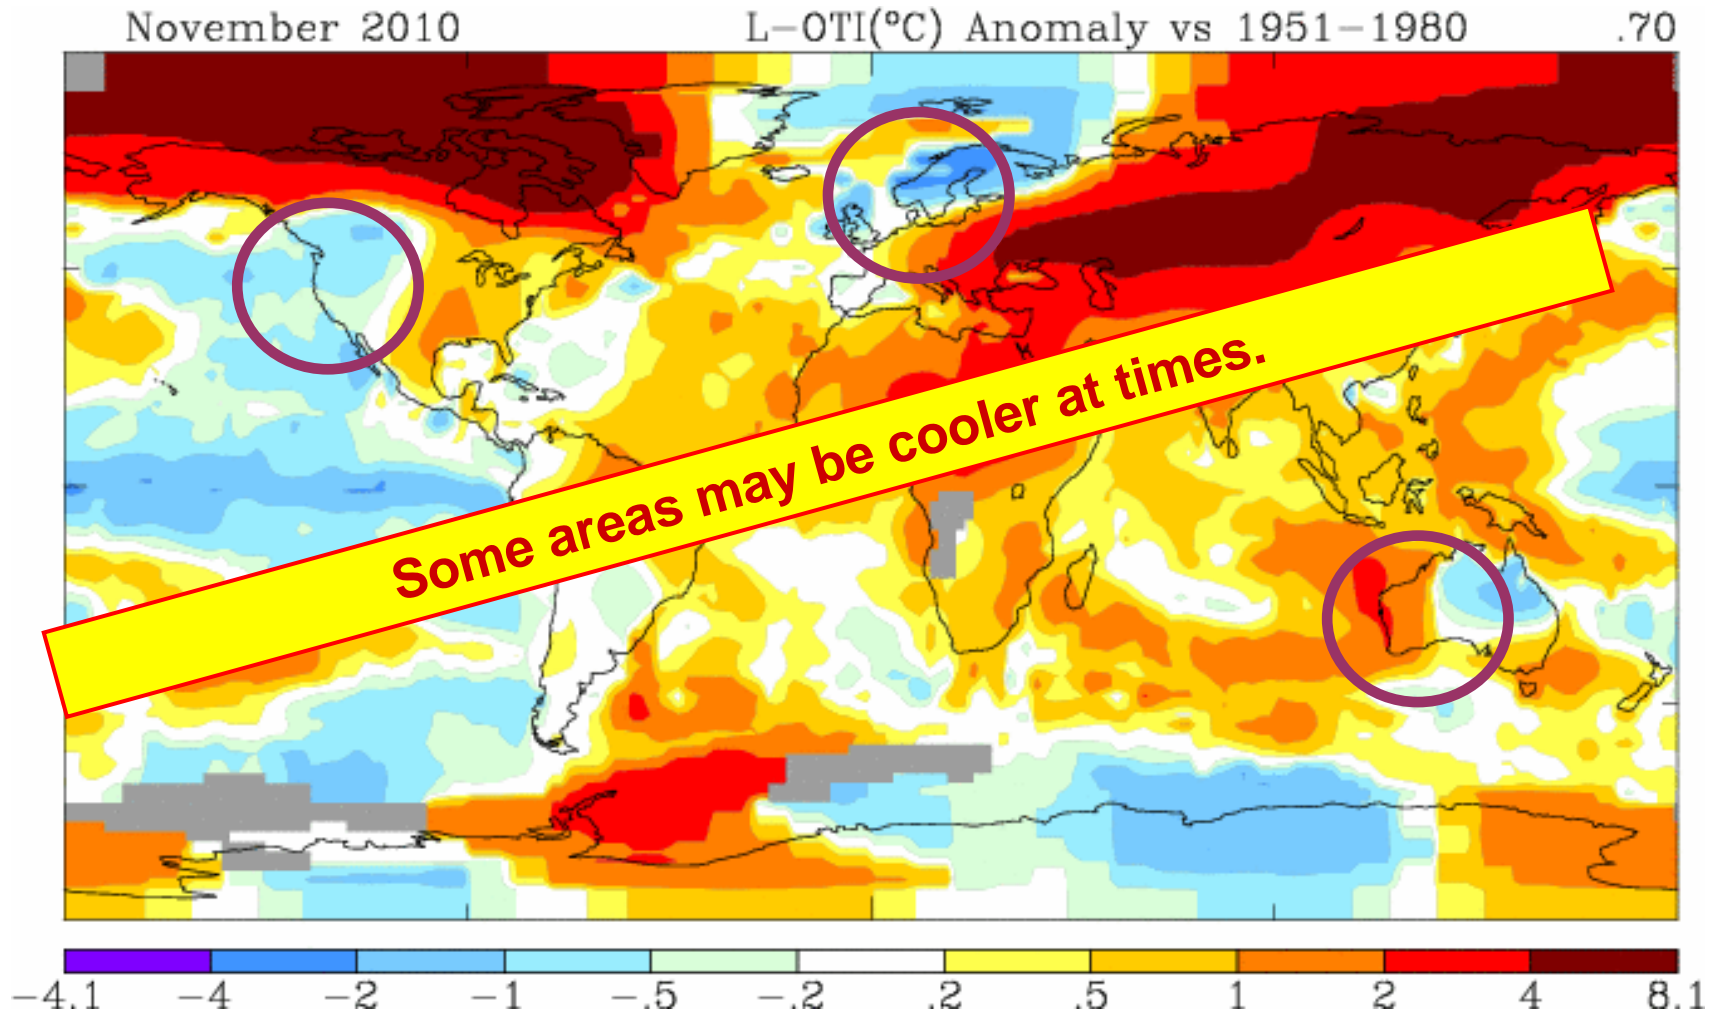 November 2010 L-OTI(°C) Anomaly vs 1951-1980 .70
Some areas may be cooler at times.
-4.1 -4 -2 -1 -.5 -.2 .2 .5 1 2 4 8.1